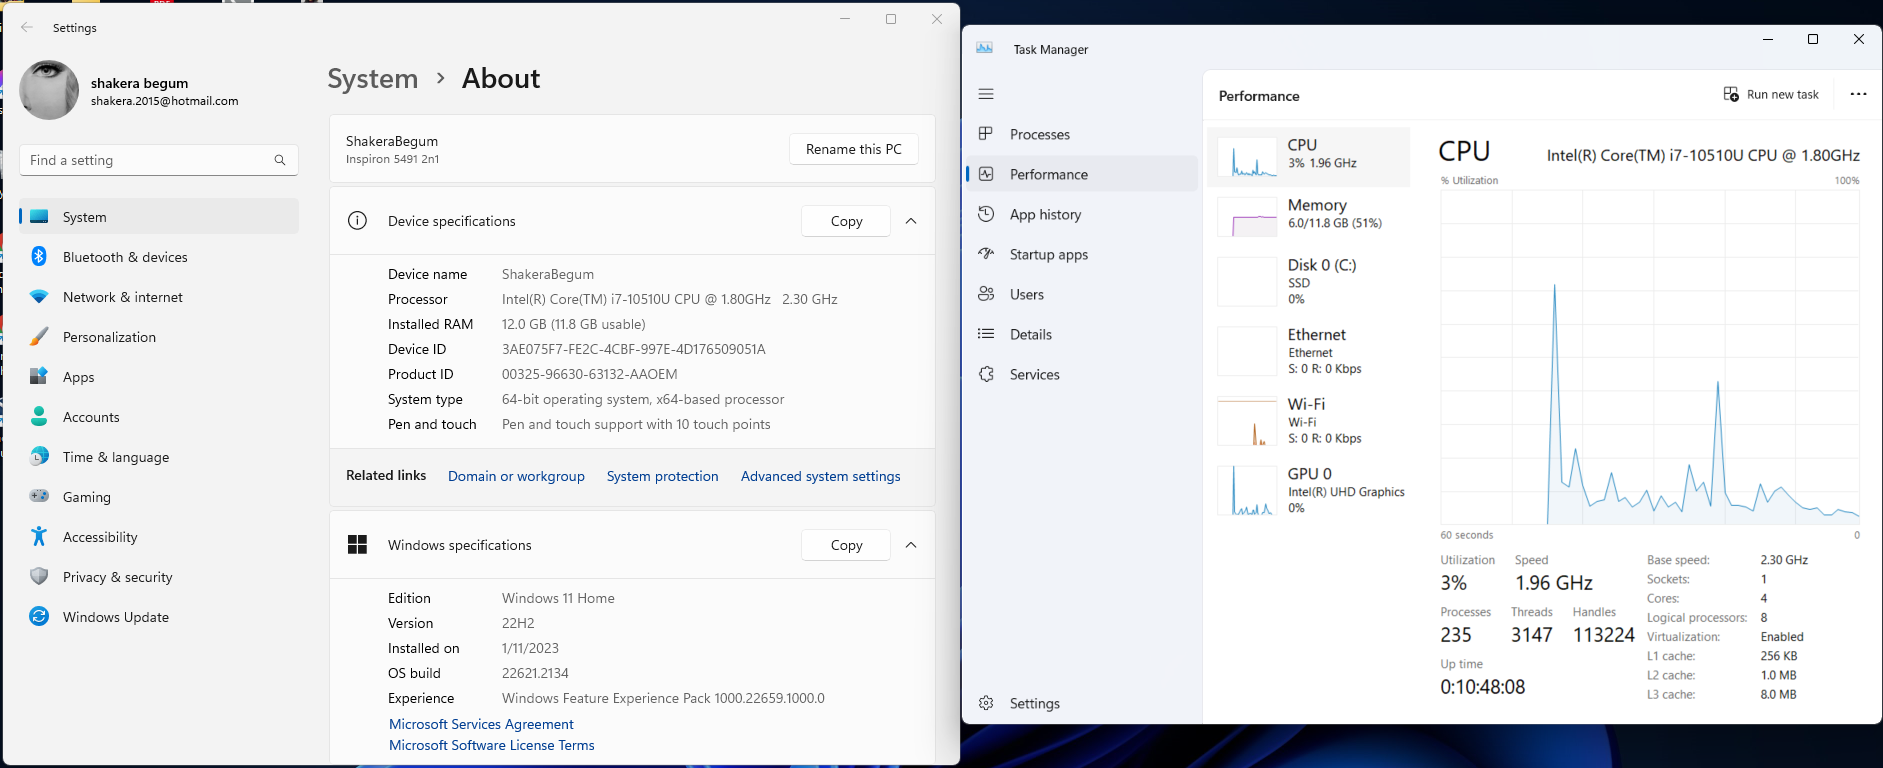 Settings
shakera begum
shakera.2015@hotmail.com
Find a setting
System
Bluetooth & devices
Network & internet
Personalization
Apps
Accounts
Time & language
Gaming
Accessibility
Privacy & security
Windows Update
System › About
ShakeraBegum
Inspiron 5491 2n1
Rename this PC
Device specifications
Copy
Device name ShakeraBegum
Processor Intel(R) Core(TM) i7-10510U CPU @ 1.80GHz 2.30 GHz
Installed RAM 12.0 GB (11.8 GB usable)
Device ID 3AE075F7-FE2C-4CBF-997E-4D176509051A
Product ID 00325-96630-63132-AAOEM
System type 64-bit operating system, x64-based processor
Pen and touch Pen and touch support with 10 touch points
Related links Domain or workgroup System protection Advanced system settings
Windows specifications
Copy
Edition Windows 11 Home
Version 22H2
Installed on 1/11/2023
OS build 22621.2134
Experience Windows Feature Experience Pack 1000.22659.1000.0
Microsoft Services Agreement
Microsoft Software License Terms
Task Manager
Processes
Performance
App history
Startup apps
Users
Details
Services
Settings
Performance
Run new task
CPU
3% 1.96 GHz
Memory
6.0/11.8 GB (51%)
Disk 0 (C:)
SSD
0%
Ethernet
Ethernet
S: 0 R: 0 Kbps
Wi-Fi
Wi-Fi
S: 0 R: 0 Kbps
GPU 0
Intel(R) UHD Graphics
0%
CPU Intel(R) Core(TM) i7-10510U CPU @ 1.80GHz
% Utilization 100%
60 seconds 0
Utilization Speed
3% 1.96 GHz
Processes Threads Handles
235 3147 113224
Up time
0:10:48:08
Base speed: 2.30 GHz
Sockets: 1
Cores: 4
Logical processors: 8
Virtualization: Enabled
L1 cache: 256 KB
L2 cache: 1.0 MB
L3 cache: 8.0 MB